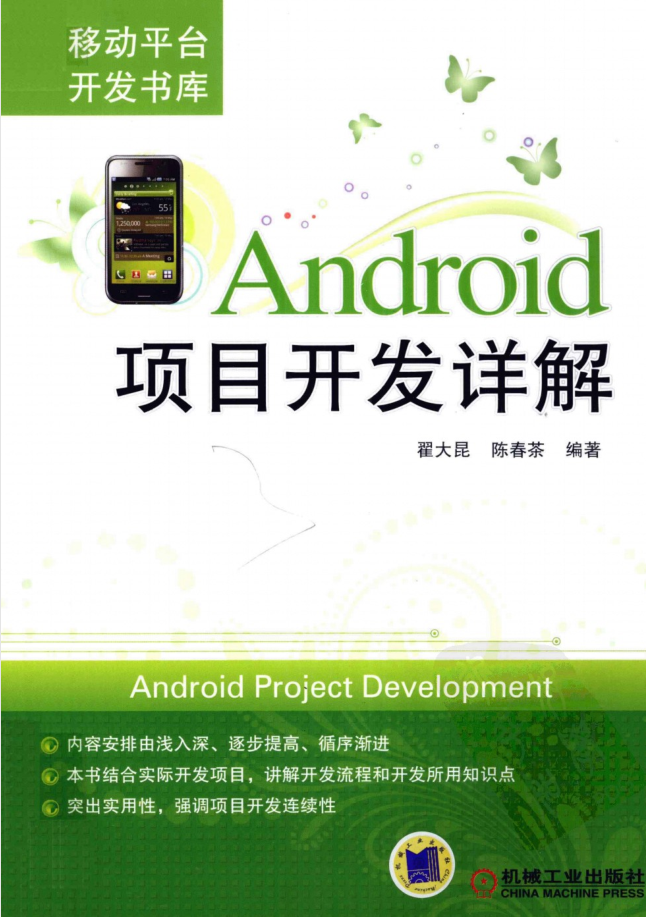 移动平台
开发书库
55
1,250,000
Android
项目开发详解
翟大昆 陈春茶 编著
Android Project Development
内容安排由浅入深、逐步提高、循序渐进
本书结合实际开发项目，讲解开发流程和开发所用知识点
突出实用性，强调项目开发连续性
机械工业出版社
CHINA MACHINE PRESS